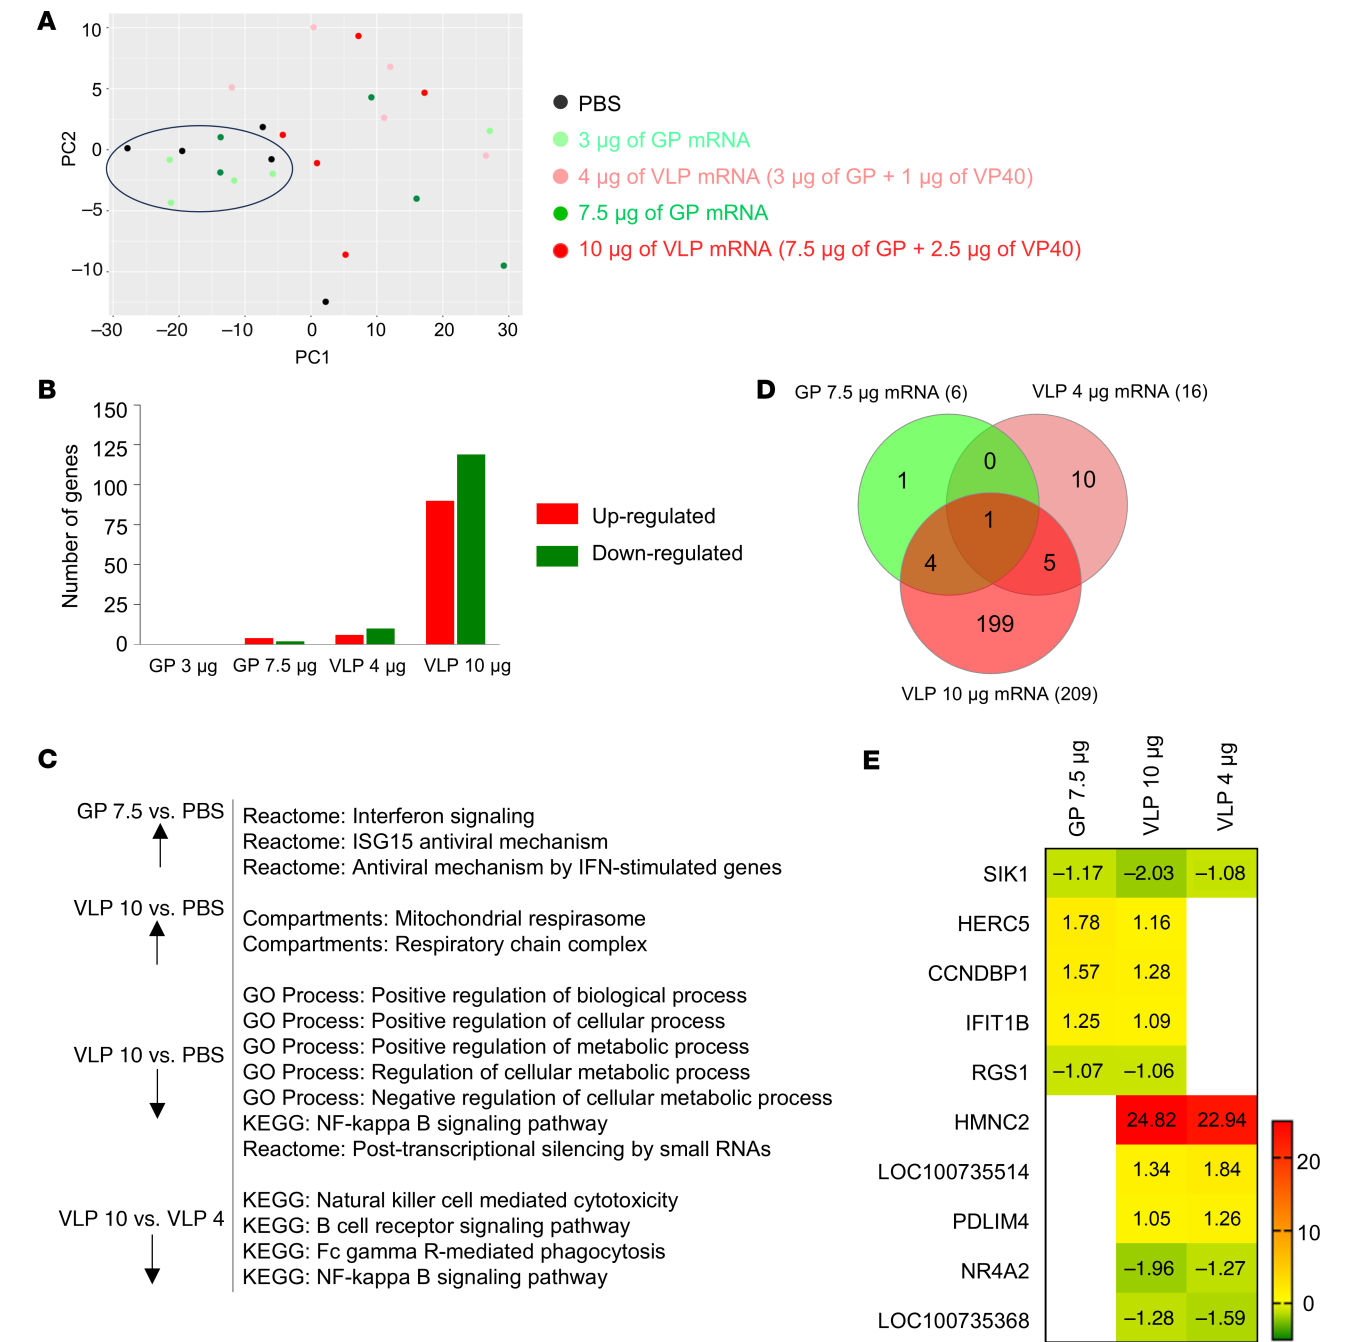 A
10
5
0
−5
−10
PC2
−30
−20
−10
0
10
20
30
PC1
PBS
3 μg of GP mRNA
4 μg of VLP mRNA (3 μg of GP + 1 μg of VP40)
7.5 μg of GP mRNA
10 μg of VLP mRNA (7.5 μg of GP + 2.5 μg of VP40)
B
150
125
100
75
50
25
0
Number of genes
GP 3 μg
GP 7.5 μg
VLP 4 μg
VLP 10 μg
Up-regulated
Down-regulated
D
GP 7.5 μg mRNA (6)
VLP 4 μg mRNA (16)
1
0
10
1
4
5
199
VLP 10 μg mRNA (209)
C
GP 7.5 vs. PBS
Reactome: Interferon signaling
Reactome: ISG15 antiviral mechanism
Reactome: Antiviral mechanism by IFN-stimulated genes
VLP 10 vs. PBS
Compartments: Mitochondrial respirasome
Compartments: Respiratory chain complex
VLP 10 vs. PBS
GO Process: Positive regulation of biological process
GO Process: Positive regulation of cellular process
GO Process: Positive regulation of metabolic process
GO Process: Regulation of cellular metabolic process
GO Process: Negative regulation of cellular metabolic process
KEGG: NF-kappa B signaling pathway
Reactome: Post-transcriptional silencing by small RNAs
VLP 10 vs. VLP 4
KEGG: Natural killer cell mediated cytotoxicity
KEGG: B cell receptor signaling pathway
KEGG: Fc gamma R-mediated phagocytosis
KEGG: NF-kappa B signaling pathway
E
GP 7.5 μg
VLP 10 μg
VLP 4 μg
SIK1 −1.17 −2.03 −1.08
HERC5 1.78 1.16
CCNDBP1 1.57 1.28
IFIT1B 1.25 1.09
RGS1 −1.07 −1.06
HMNC2 24.82 22.94
LOC100735514 1.34 1.84
PDLIM4 1.05 1.26
NR4A2 −1.96 −1.27
LOC100735368 −1.28 −1.59
20
10
0